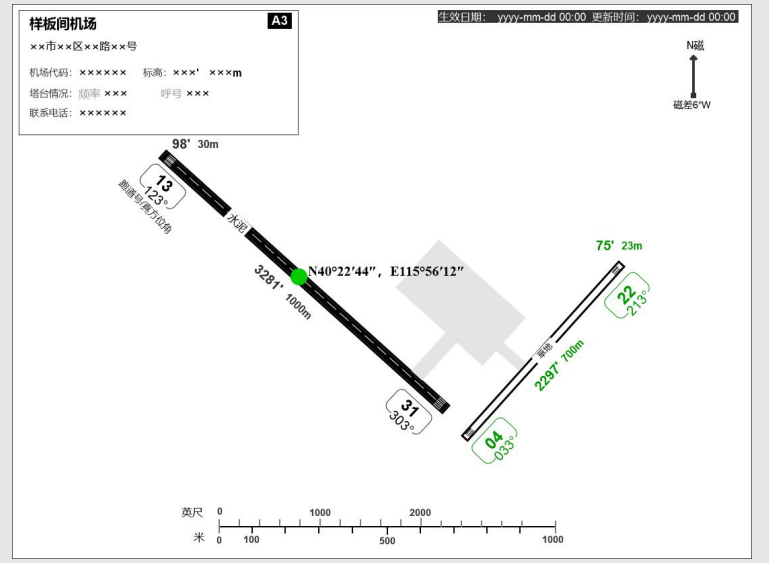 样板间机场
A3
××市××区××路××号
机场代码：×××××× 标高：×××' ×××m
塔台情况：频率 ××× 呼号 ×××
联系电话：××××××
生效日期： yyyy-mm-dd 00:00 更新时间： yyyy-mm-dd 00:00
N磁
磁差6°W
98' 30m
13
123°
跑道号/真方位角
水泥
N40°22′44″，E115°56′12″
3281' 1000m
31
303°
75' 23m
22
213°
草地
2297' 700m
04
033°
英尺 0 1000 2000
米 0 100 500 1000